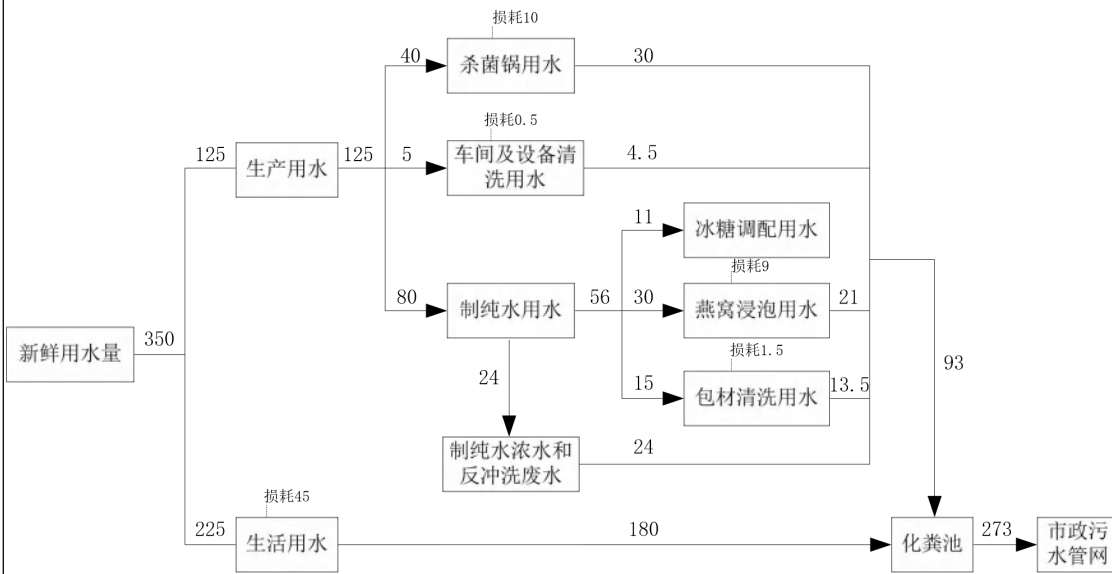 损耗10
40
杀菌锅用水
30
损耗0.5
125
生产用水
125
5
车间及设备清
洗用水
4.5
11
冰糖调配用水
损耗9
80
制纯水用水
56
30
燕窝浸泡用水
21
新鲜用水量
350
损耗1.5
24
15
包材清洗用水
13.5
93
制纯水浓水和
反冲洗废水
24
损耗45
225
生活用水
180
化粪池
273
市政污
水管网